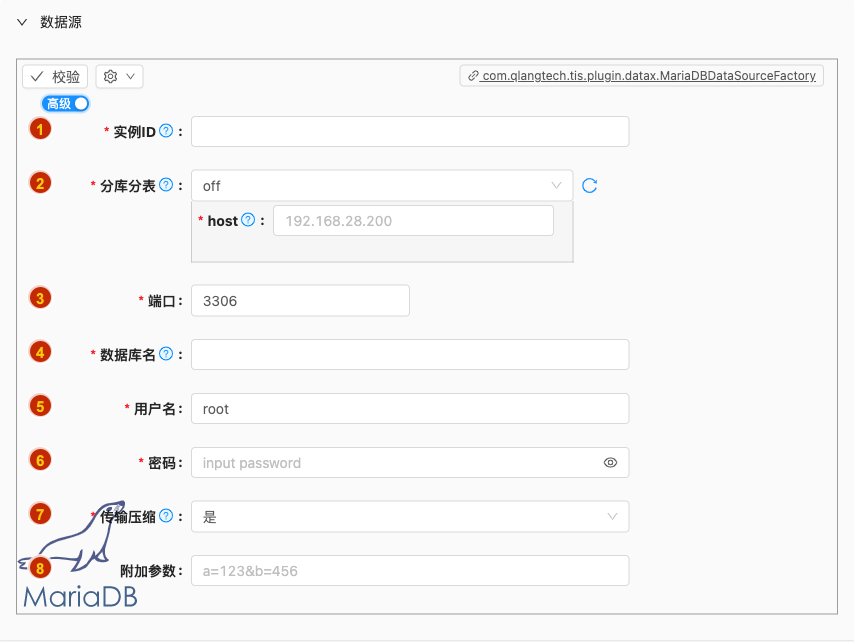 数据源
校验
com.qlangtech.tis.plugin.datax.MariaDBDataSourceFactory
高级
1 * 实例ID ? :
2 * 分库分表 ? : off
* host ? : 192.168.28.200
3 * 端口: 3306
4 * 数据库名 ? :
5 * 用户名: root
6 * 密码: input password
7 * 传输压缩 ? : 是
8 附加参数: a=123&b=456
MariaDB